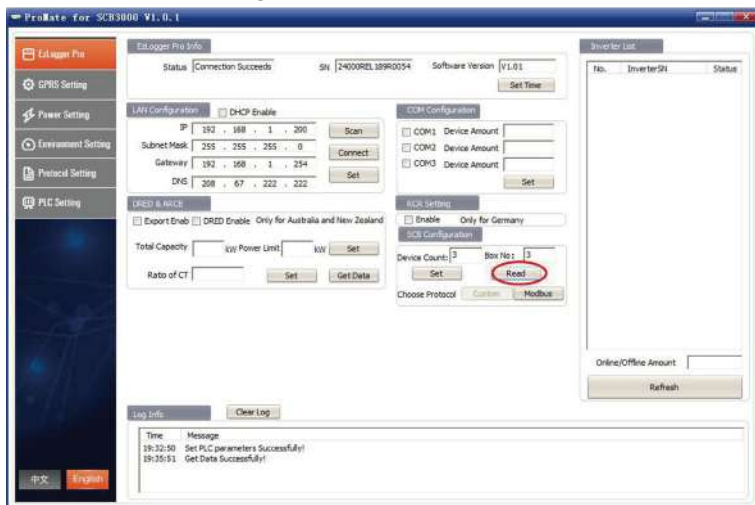 ProMate for SCB3000 V1.0.1
EzLogger Pro
GPRS Setting
Power Setting
Environment Setting
Protocol Setting
PLC Setting
中文 English
EzLogger Pro Info
Status Connection Succeeds SN 24000REL189R0054 Software Version V1.01
Set Time
LAN Configuration DHCP Enable
IP 192 . 168 . 1 . 200 Scan
Subnet Mask 255 . 255 . 255 . 0 Connect
Gateway 192 . 168 . 1 . 254
DNS 208 . 67 . 222 . 222 Set
COM Configuration
COM1 Device Amount
COM2 Device Amount
COM3 Device Amount
Set
DRED & ARCB
Export Enab DRED Enable Only for Australia and New Zealand
Total Capacity kW Power Limit kW Set
Rato of CT Set Get Data
RCR Setting
Enable Only for Germany
SCB Configuration
Device Count: 3 Box No: 3
Set Read
Choose Protocol Custom Modbus
Inverter List
No. InverterSN Status
Online/Offline Amount
Refresh
Log Info Clear Log
Time Message
19:32:50 Set PLC parameters Successfully!
19:35:51 Get Data Successfully!